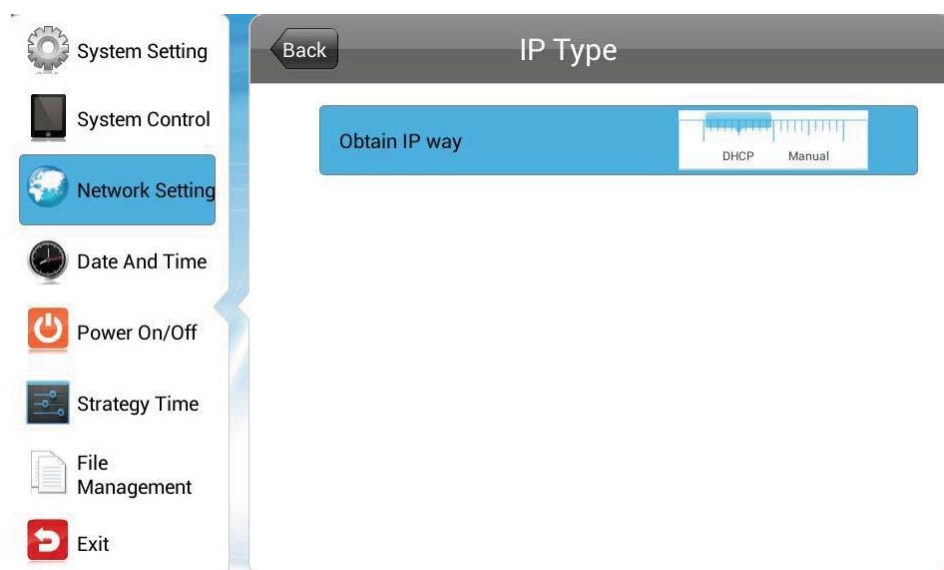 System Setting
System Control
Network Setting
Date And Time
Power On/Off
Strategy Time
File
Management
Exit
Back
IP Type
Obtain IP way
DHCP Manual